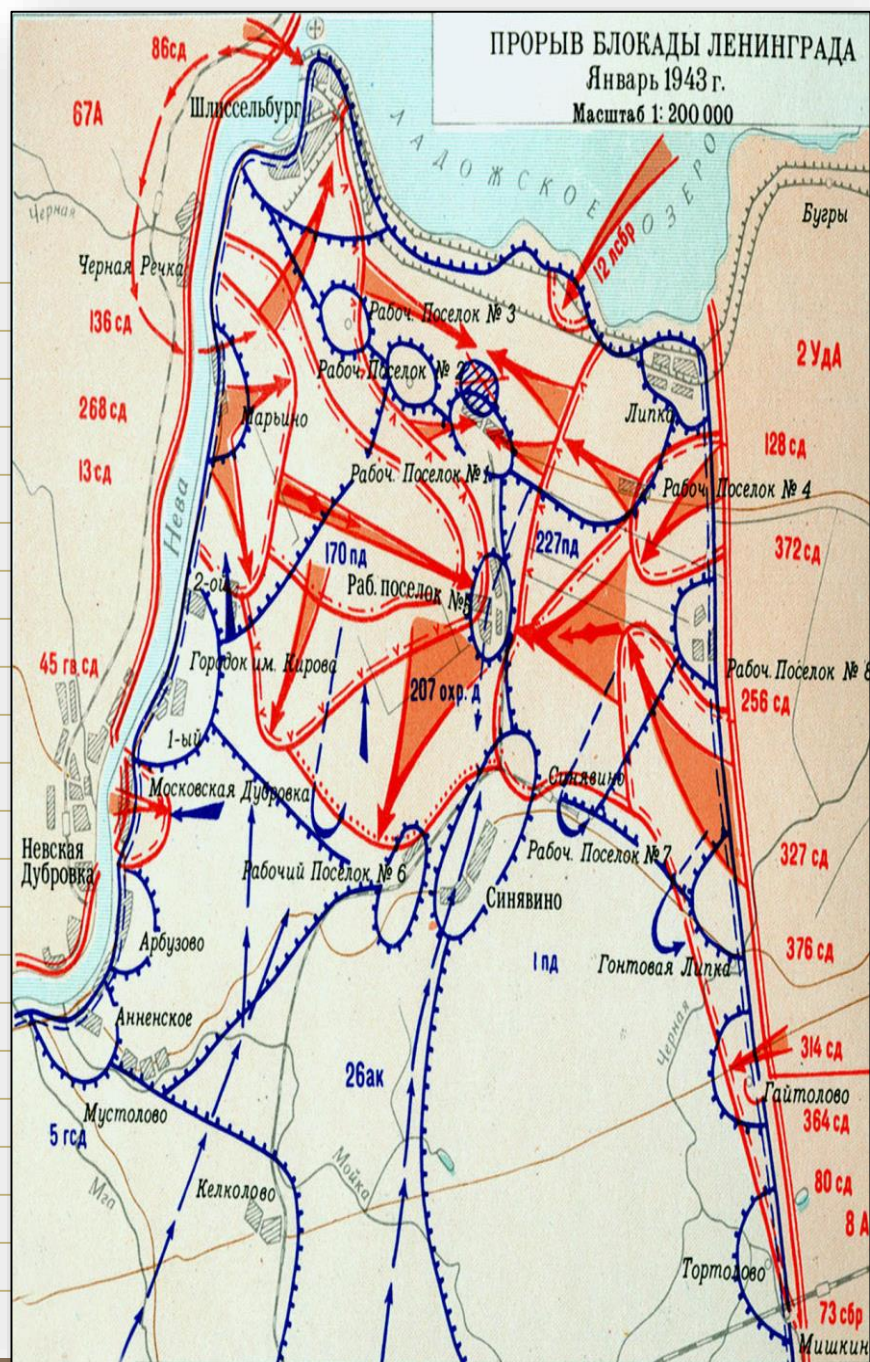 ПРОРЫВ БЛОКАДЫ ЛЕНИНГРАДА
Январь 1943 г.
Масштаб 1: 200 000
86сд
67А
Шлиссельбург
ЛАДОЖСКОЕ ОЗЕРО
Черная
12 лсбр
Бугры
Черная Речка
136 сд
Рабоч. Поселок № 3
2 УдА
Рабоч. Поселок № 2
268 сд
Марьино
Липка
13 сд
128 сд
Рабоч. Поселок № 1
Рабоч. Поселок № 4
Нева
170 пд
227пд
372 сд
2-ой
Раб. поселок №5
45 гв. сд
Городок им. Кирова
Рабоч. Поселок № 8
207 охр. д
256 сд
1-ый
Московская Дубровка
Синявино
Невская
Дубровка
Рабочий Поселок № 6
Рабоч. Поселок №7
327 сд
Синявино
Арбузово
1 пд
Гонтовая Липка
376 сд
Анненское
Черная
314 сд
26ак
Гайтолово
Мустолово
364 сд
5 гсд
Мойка
Мга
Келколово
80 сд
8 А
Тортолово
73 сбр
Мишкин